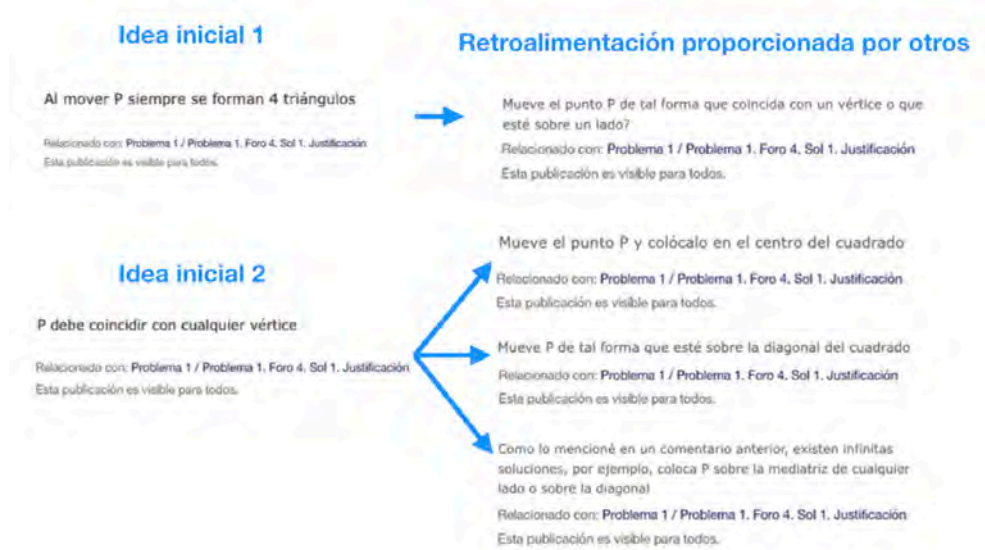 Idea inicial 1
Al mover P siempre se forman 4 triángulos
Relacionado con: Problema 1 / Problema 1. Foro 4. Sol 1. Justificación
Esta publicación es visible para todos.
Retroalimentación proporcionada por otros
Mueve el punto P de tal forma que coincida con un vértice o que
esté sobre un lado?
Relacionado con: Problema 1 / Problema 1. Foro 4. Sol 1. Justificación
Esta publicación es visible para todos.
Idea inicial 2
P debe coincidir con cualquier vértice
Relacionado con: Problema 1 / Problema 1. Foro 4. Sol 1. Justificación
Esta publicación es visible para todos.
Mueve el punto P y colócalo en el centro del cuadrado
Relacionado con: Problema 1 / Problema 1. Foro 4. Sol 1. Justificación
Esta publicación es visible para todos.
Mueve P de tal forma que esté sobre la diagonal del cuadrado
Relacionado con: Problema 1 / Problema 1. Foro 4. Sol 1. Justificación
Esta publicación es visible para todos.
Como lo mencioné en un comentario anterior, existen infinitas
soluciones, por ejemplo, coloca P sobre la mediatriz de cualquier
lado o sobre la diagonal
Relacionado con: Problema 1 / Problema 1. Foro 4. Sol 1. Justificación
Esta publicación es visible para todos.